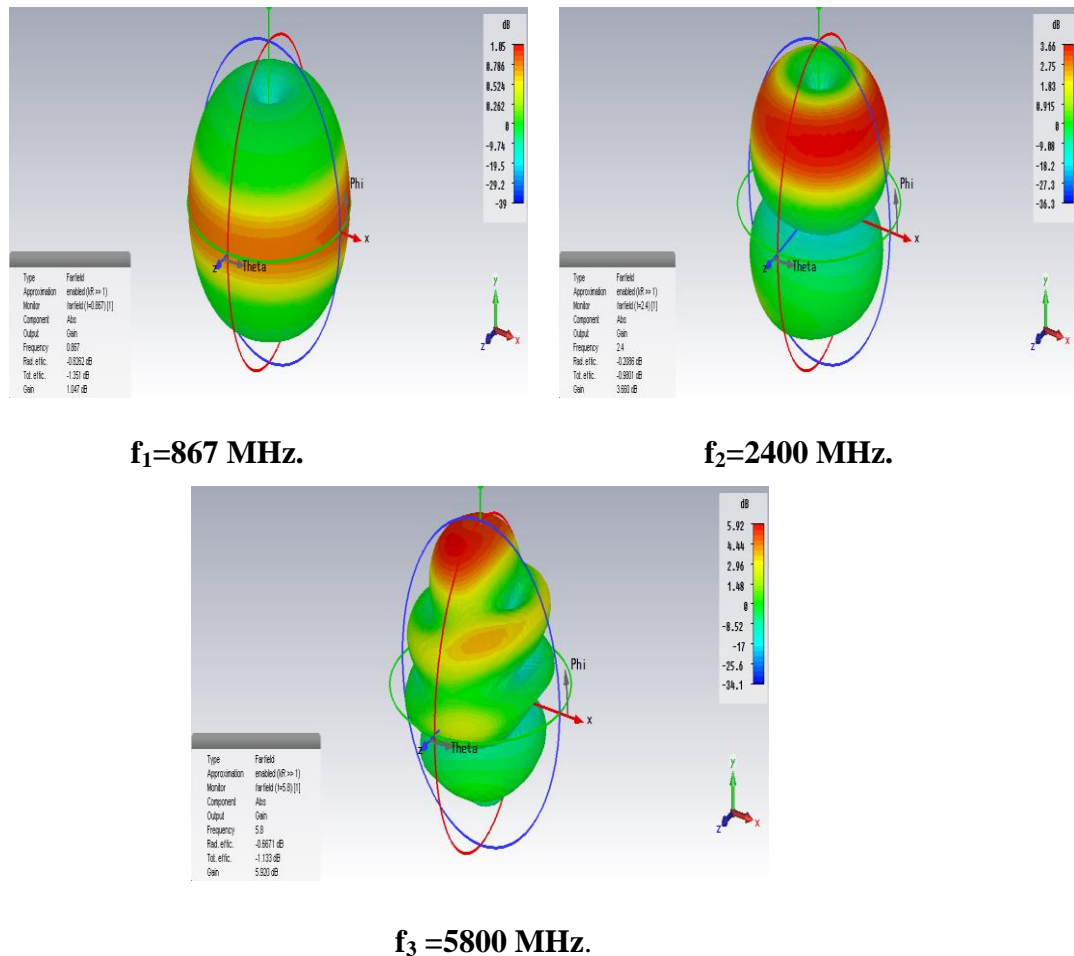 dB
1.05
0.786
0.524
0.262
0
-9.74
-19.5
-29.2
-39
Phi
x
Theta
z
y
z
x
Type Farfield
Approximation enabled (kR >> 1)
Monitor farfield (f=0.867) [1]
Component Abs
Output Gain
Frequency 0.867
Rad. effic. -0.8262 dB
Tot. effic. -1.351 dB
Gain 1.047 dB
dB
3.66
2.75
1.83
0.915
0
-9.08
-18.2
-27.3
-36.3
Phi
x
Theta
z
y
z
x
Type Farfield
Approximation enabled (kR >> 1)
Monitor farfield (f=2.4) [1]
Component Abs
Output Gain
Frequency 2.4
Rad. effic. -0.2086 dB
Tot. effic. -0.9801 dB
Gain 3.660 dB
f₁=867 MHz.
f₂=2400 MHz.
dB
5.92
4.44
2.96
1.48
0
-8.52
-17
-25.6
-34.1
Phi
x
Theta
z
y
z
x
Type Farfield
Approximation enabled (kR >> 1)
Monitor farfield (f=5.8) [1]
Component Abs
Output Gain
Frequency 5.8
Rad. effic. -0.6671 dB
Tot. effic. -1.133 dB
Gain 5.920 dB
f₃ =5800 MHz.